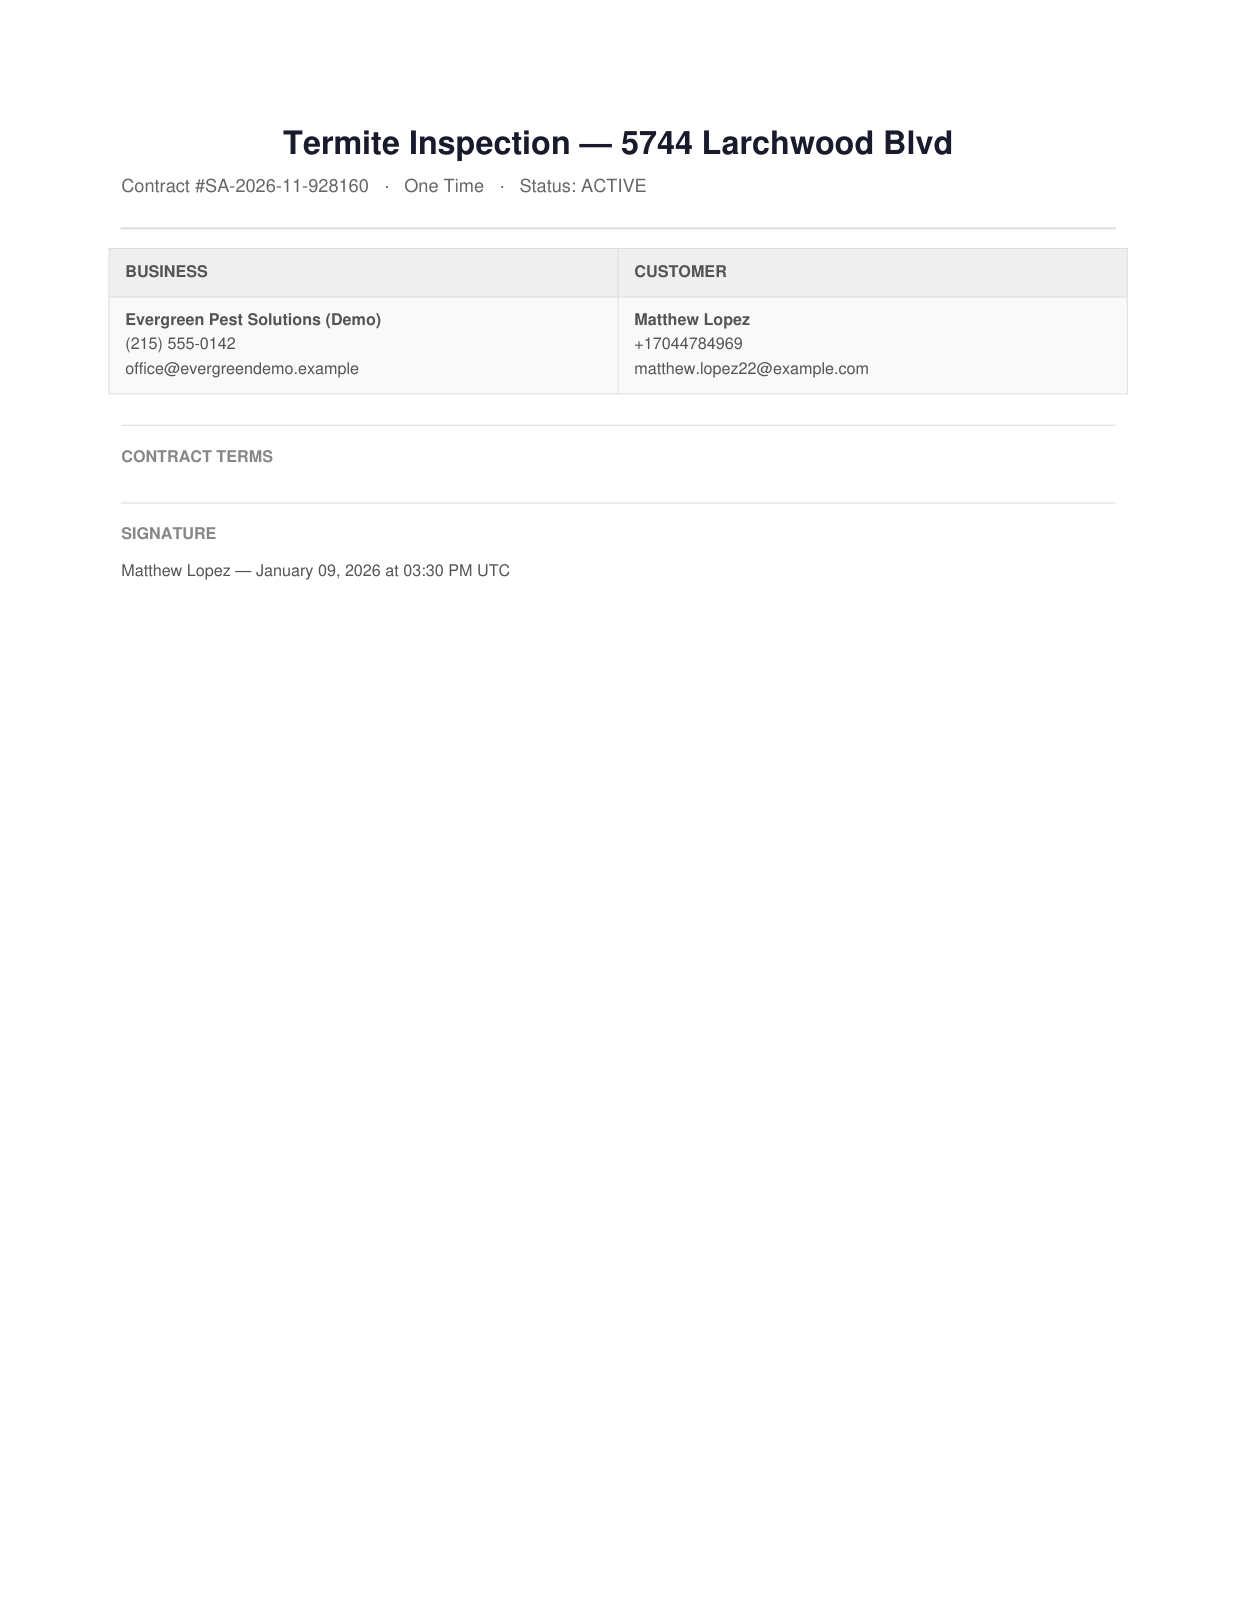 Termite Inspection — 5744 Larchwood Blvd
Contract #SA-2026-11-928160 · One Time · Status: ACTIVE
BUSINESS
CUSTOMER
Evergreen Pest Solutions (Demo)
(215) 555-0142
office@evergreendemo.example
Matthew Lopez
+17044784969
matthew.lopez22@example.com
CONTRACT TERMS
SIGNATURE
Matthew Lopez — January 09, 2026 at 03:30 PM UTC